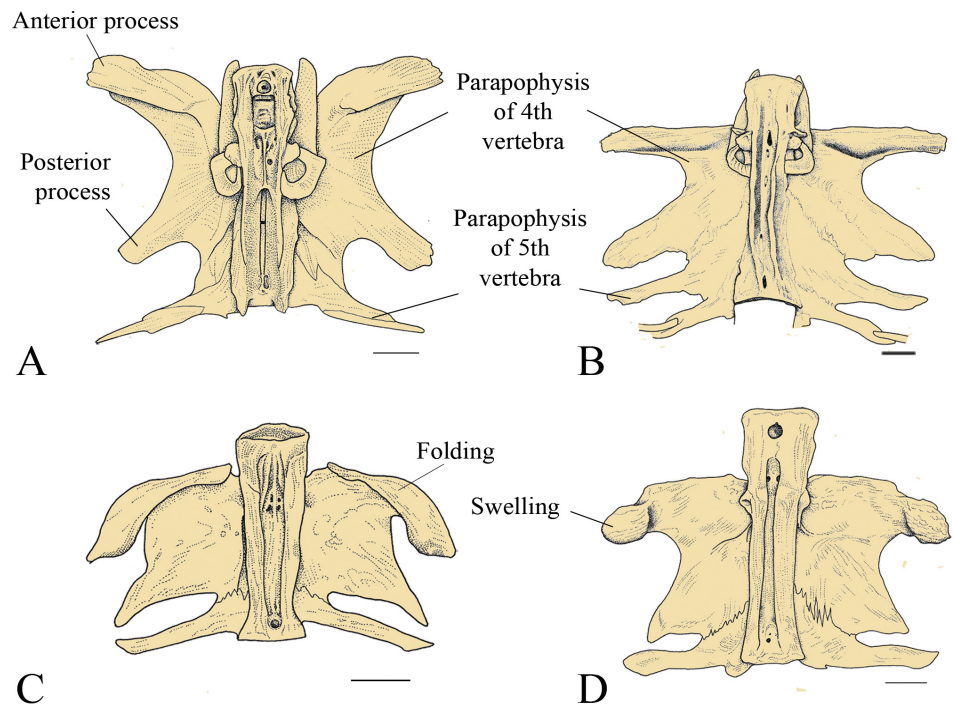 Anterior process
Posterior
process
Parapophysis
of 4th
vertebra
Parapophysis
of 5th
vertebra
A
B
Folding
Swelling
C
D